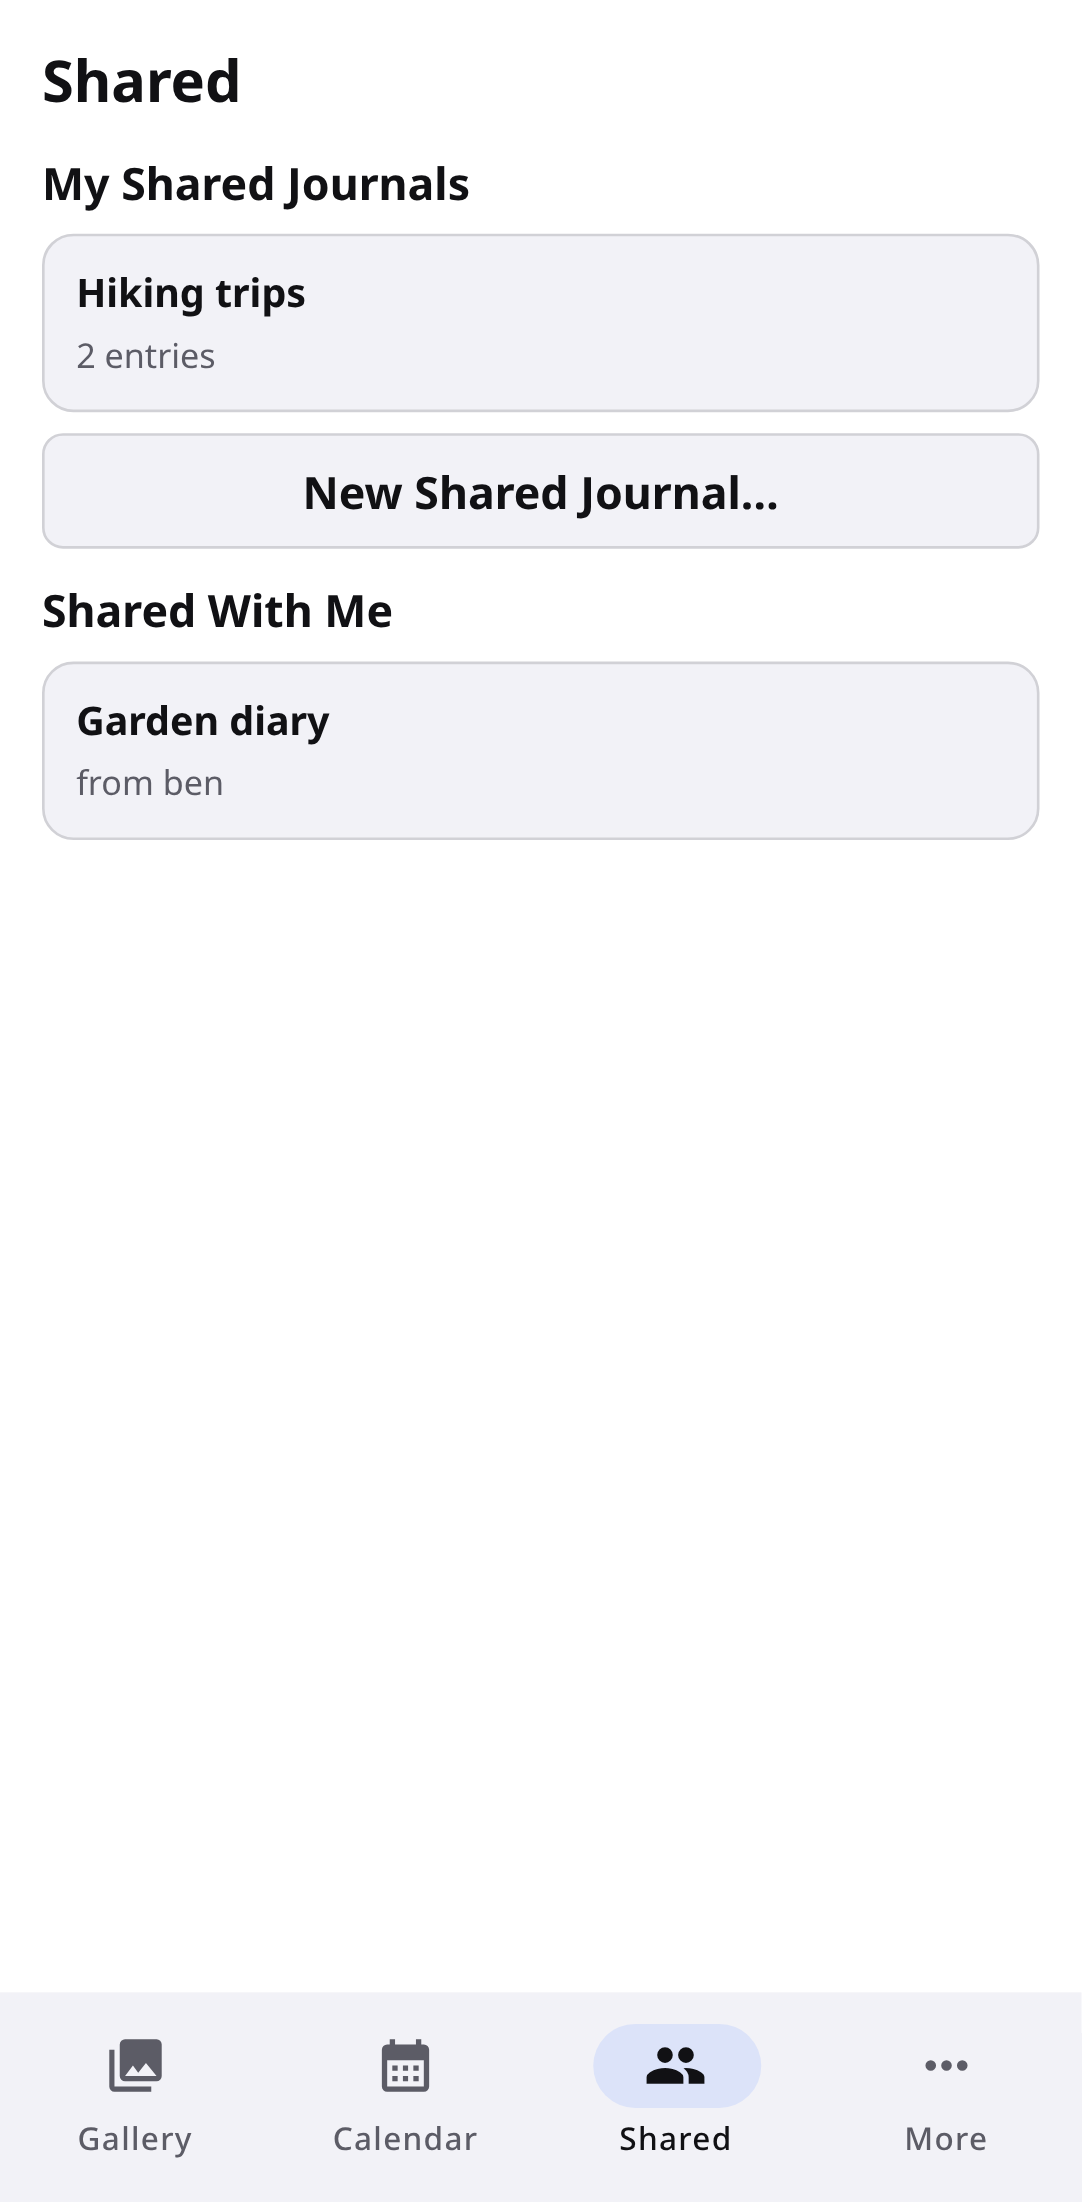 Shared
My Shared Journals
Hiking trips
2 entries
New Shared Journal...
Shared With Me
Garden diary
from ben
Gallery
Calendar
Shared
More